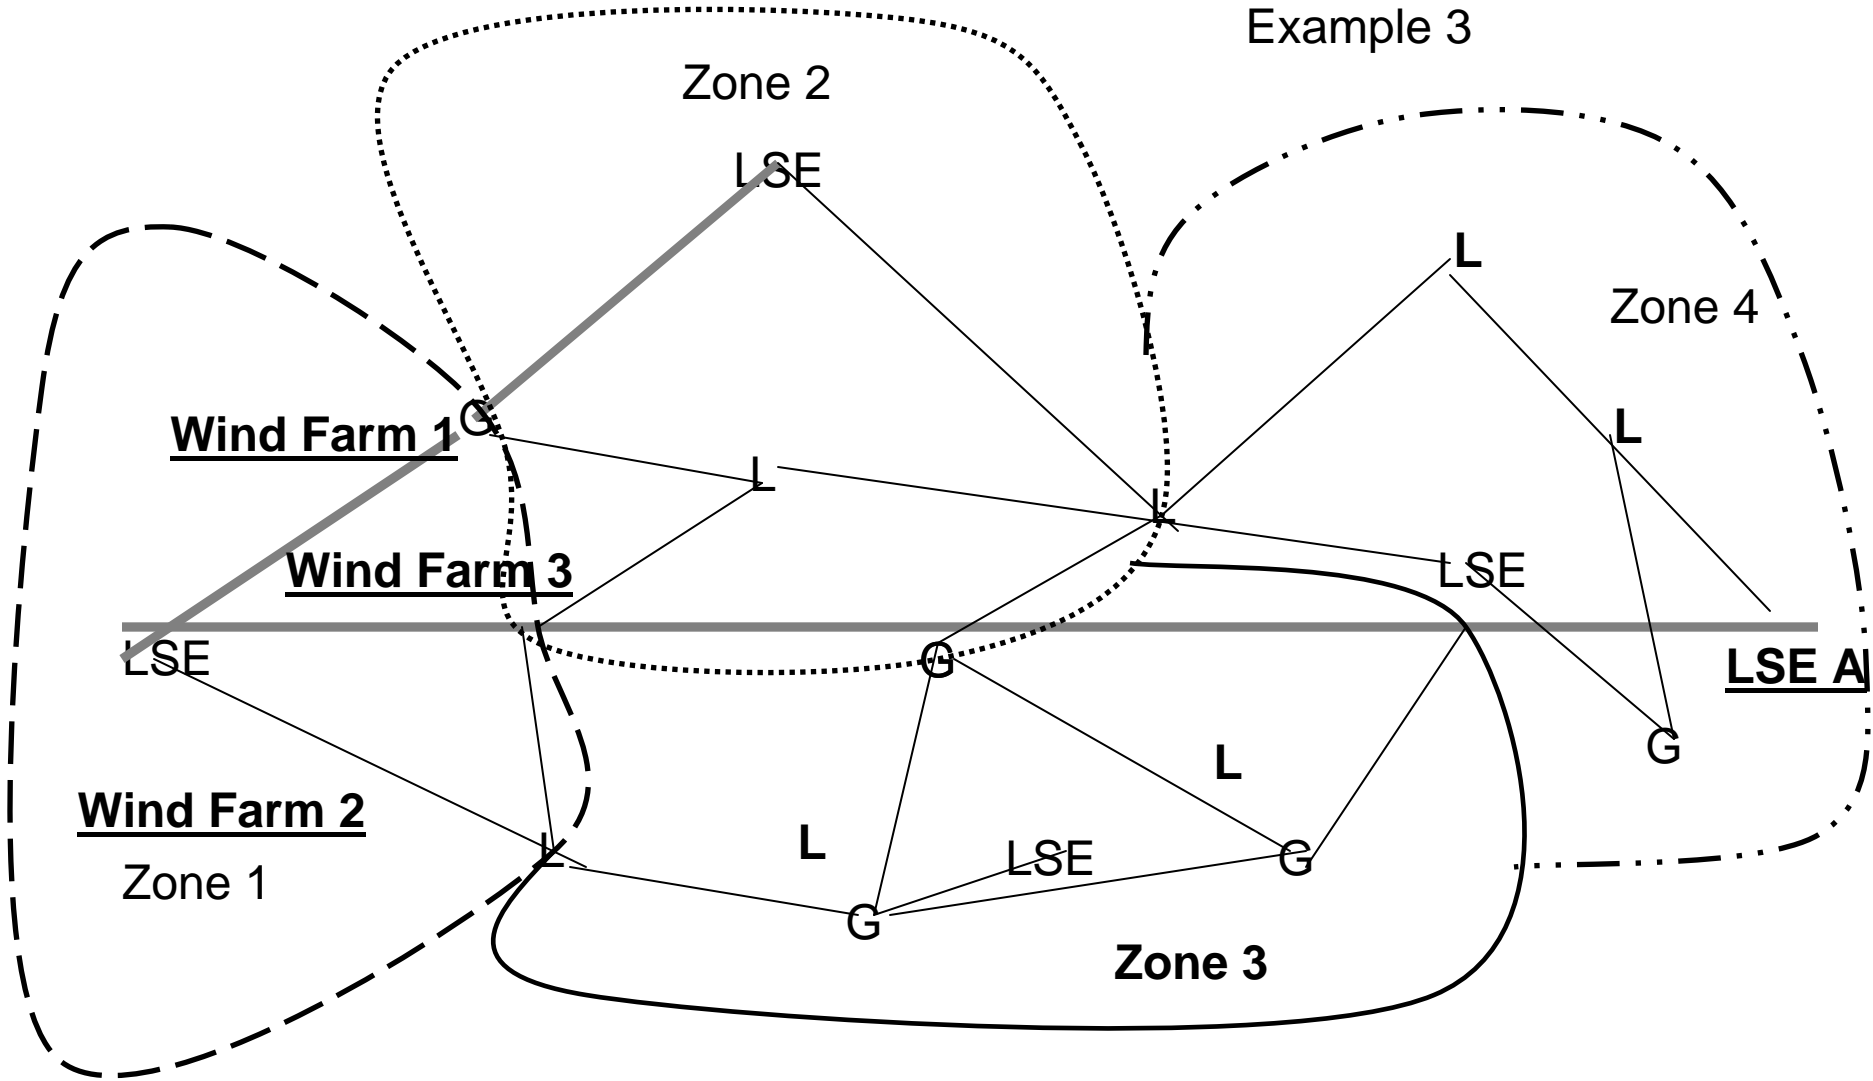 Example 3
Zone 2
LSE
L
Zone 4
G
Wind Farm 1
L
L
L
Wind Farm 3
LSE
LSE
G
LSE A
G
L
Wind Farm 2
L
L
LSE
G
Zone 1
G
Zone 3